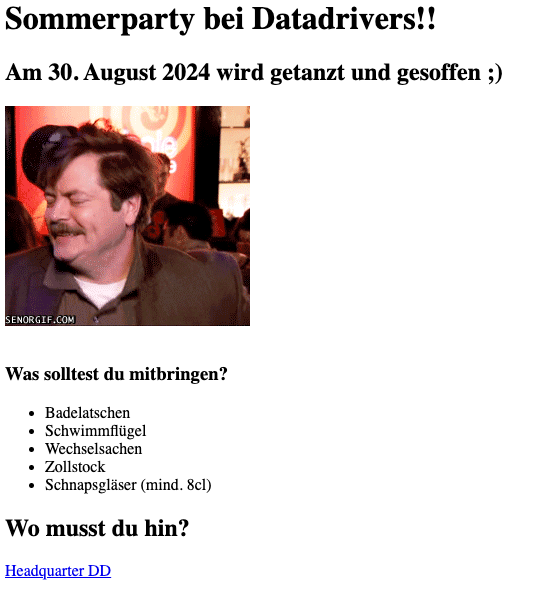 Sommerparty bei Datadrivers!!
Am 30. August 2024 wird getanzt und gesoffen ;)
SENORGIF.COM
Was solltest du mitbringen?
Badelatschen
Schwimmflügel
Wechselsachen
Zollstock
Schnapsgläser (mind. 8cl)
Wo musst du hin?
Headquarter DD